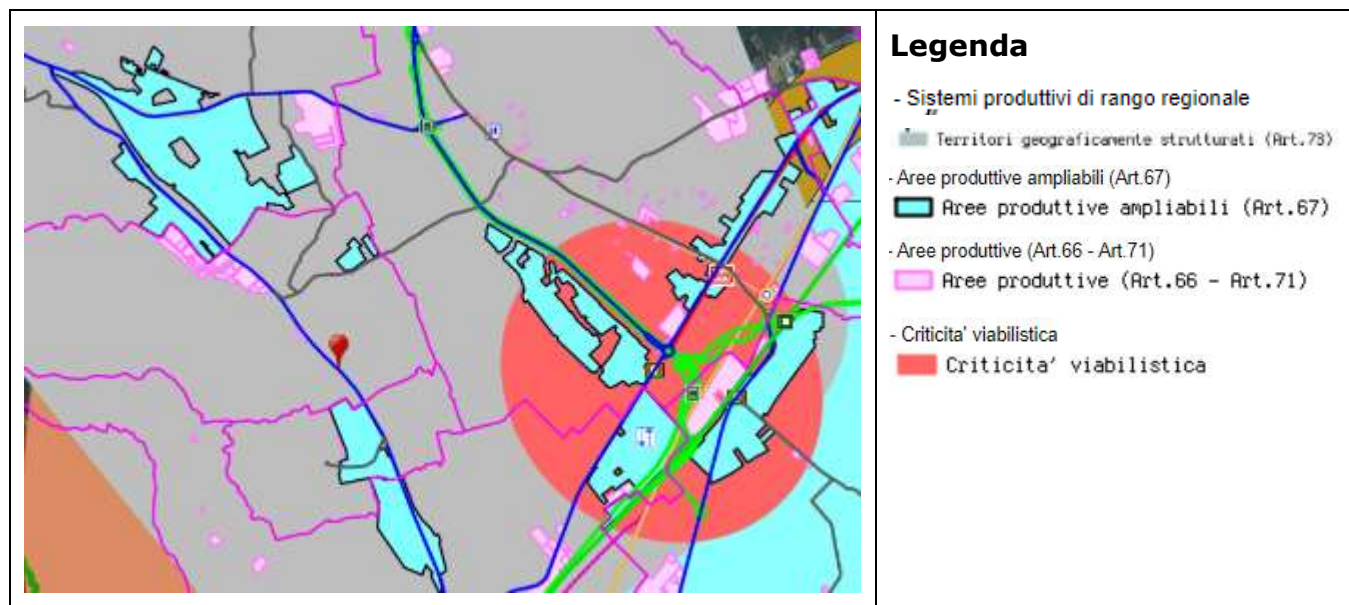 Legenda
- Sistemi produttivi di rango regionale
Territori geograficamente strutturati (Art.73)
- Aree produttive ampliabili (Art.67)
Aree produttive ampliabili (Art.67)
- Aree produttive (Art.66 - Art.71)
Aree produttive (Art.66 - Art.71)
- Criticita' viabilistica
Criticita' viabilistica